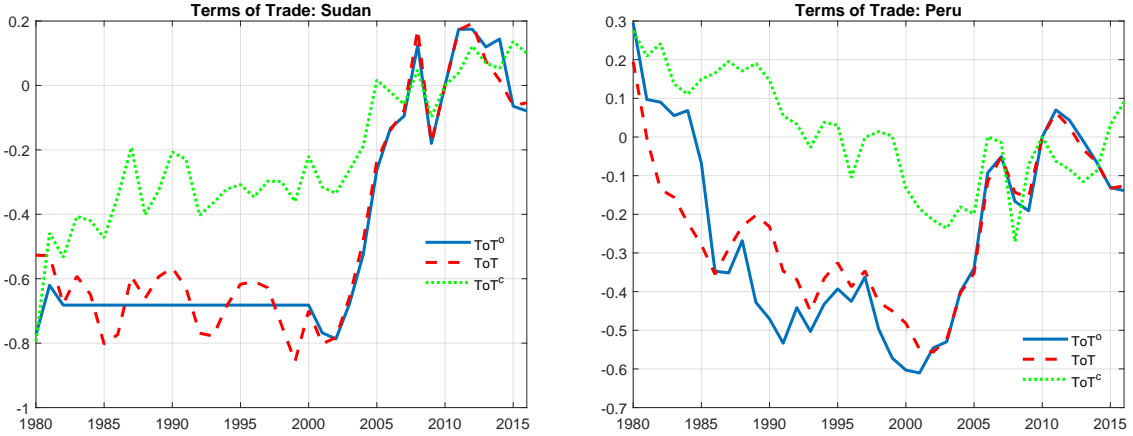 Terms of Trade: Sudan
0.2
0
-0.2
-0.4
-0.6
-0.8
-1
1980 1985 1990 1995 2000 2005 2010 2015
ToT^o
ToT
ToT^c
Terms of Trade: Peru
0.3
0.2
0.1
0
-0.1
-0.2
-0.3
-0.4
-0.5
-0.6
-0.7
1980 1985 1990 1995 2000 2005 2010 2015
ToT^o
ToT
ToT^c